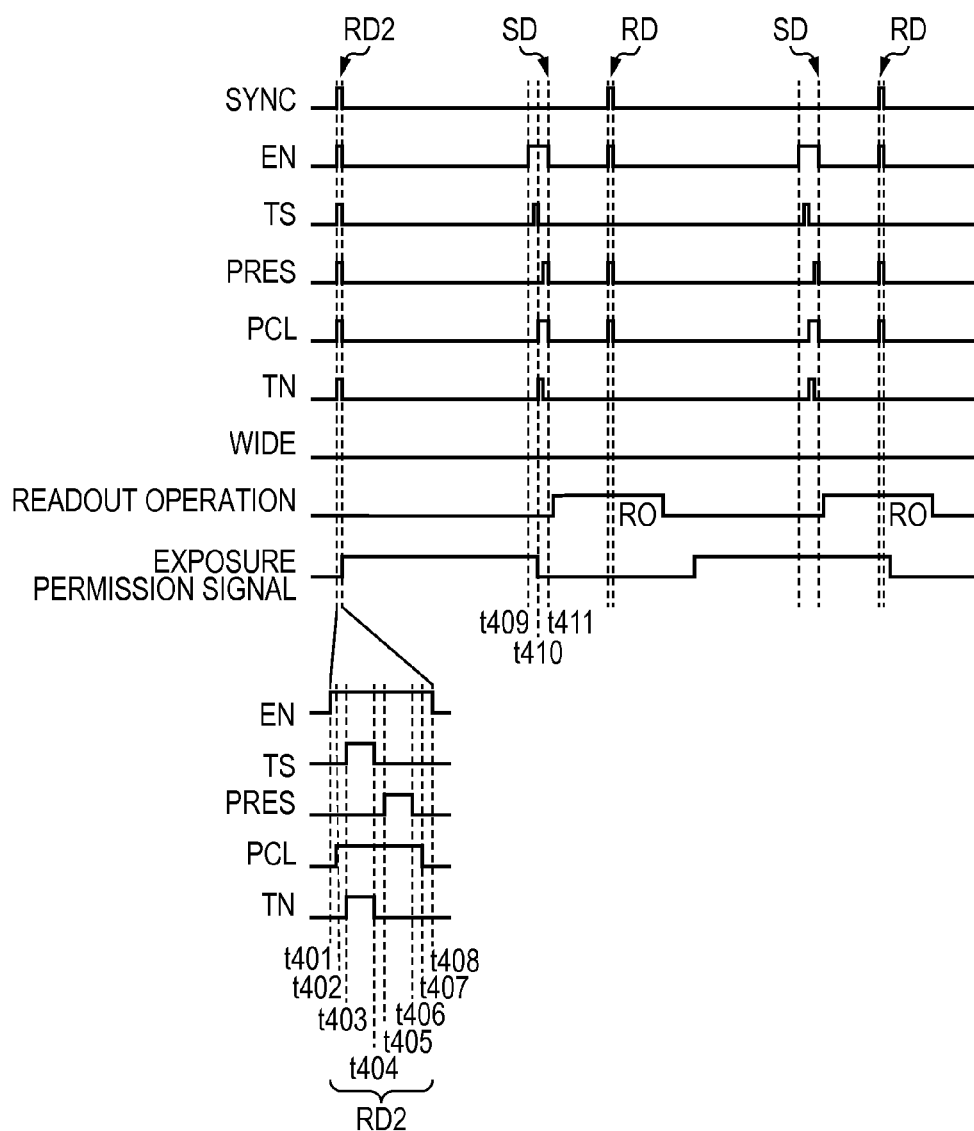 RD2 SD RD SD RD
SYNC
EN
TS
PRES
PCL
TN
WIDE
READOUT OPERATION RO RO
EXPOSURE
PERMISSION SIGNAL
t409 t411
t410
EN
TS
PRES
PCL
TN
t401 t408
t402 t407
t403 t406
t405
t404
RD2